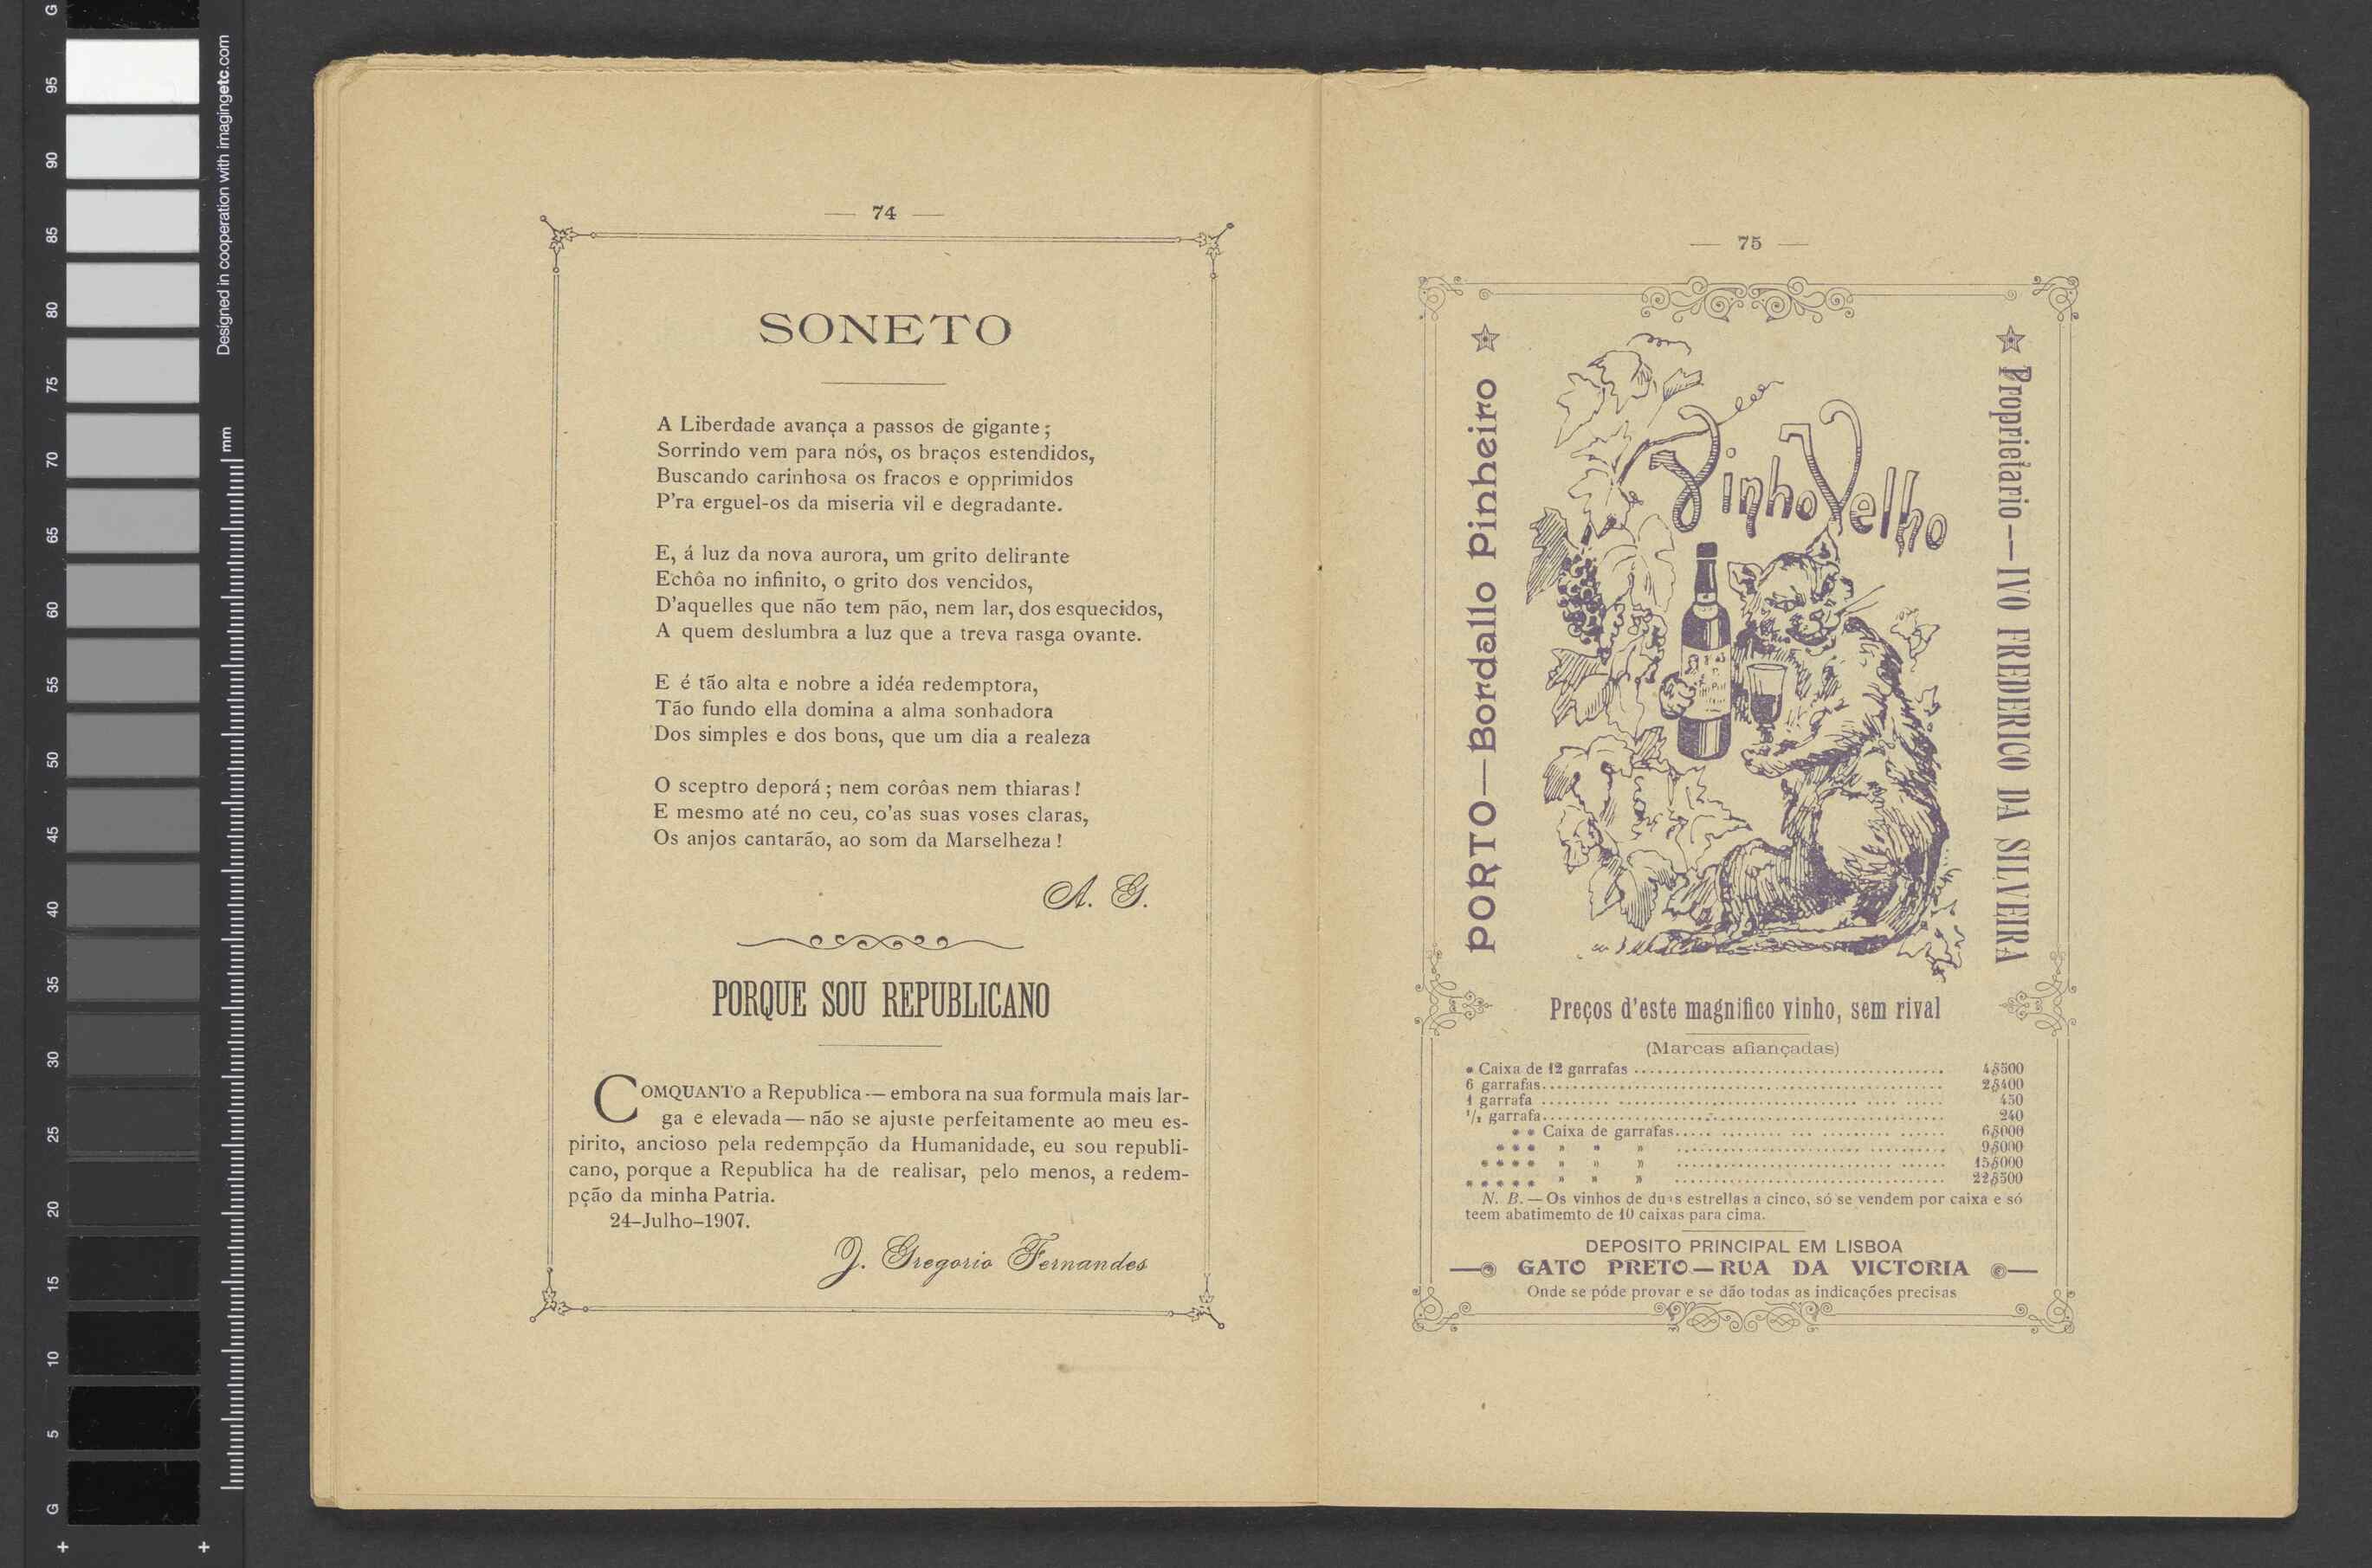 G
95
90
85
80
75
70
65
60
55
50
45
40
35
30
25
20
15
10
5
G
Designed in cooperation with imagingetc.com
mm
— 74 —
SONETO
A Liberdade avança a passos de gigante;
Sorrindo vem para nós, os braços estendidos,
Buscando carinhosa os fracos e opprimidos
P'ra erguel-os da miseria vil e degradante.
E, á luz da nova aurora, um grito delirante
Echôa no infinito, o grito dos vencidos,
D'aquelles que não tem pão, nem lar, dos esquecidos,
A quem deslumbra a luz que a treva rasga ovante.
E é tão alta e nobre a idéa redemptora,
Tão fundo ella domina a alma sonhadora
Dos simples e dos bons, que um dia a realeza
O sceptro deporá; nem corôas nem thiaras!
E mesmo até no ceu, co'as suas voses claras,
Os anjos cantarão, ao som da Marselheza!
A. G.
PORQUE SOU REPUBLICANO
COMQUANTO a Republica — embora na sua formula mais lar-
ga e elevada — não se ajuste perfeitamente ao meu es-
pirito, ancioso pela redempção da Humanidade, eu sou republi-
cano, porque a Republica ha de realisar, pelo menos, a redem-
pção da minha Patria.
24-Julho-1907.
J. Gregorio Fernandes
— 75 —
PORTO—Bordallo Pinheiro ☆
Vinho Velho
☆ Proprietario—IVO FREDERICO DA SILVEIRA
Preços d'este magnifico vinho, sem rival
(Marcas afiançadas)
* Caixa de 12 garrafas ........ 4$500
6 garrafas........ 2$400
1 garrafa ........ 450
1/2 garrafa........ 240
* * Caixa de garrafas........ 6$000
* * * » » » ........ 9$000
* * * * » » » ........ 15$000
* * * * * » » » ........ 22$500
N. B.—Os vinhos de duas estrellas a cinco, só se vendem por caixa e só
teem abatimemto de 10 caixas para cima.
DEPOSITO PRINCIPAL EM LISBOA
GATO PRETO—RUA DA VICTORIA
Onde se póde provar e se dão todas as indicações precisas